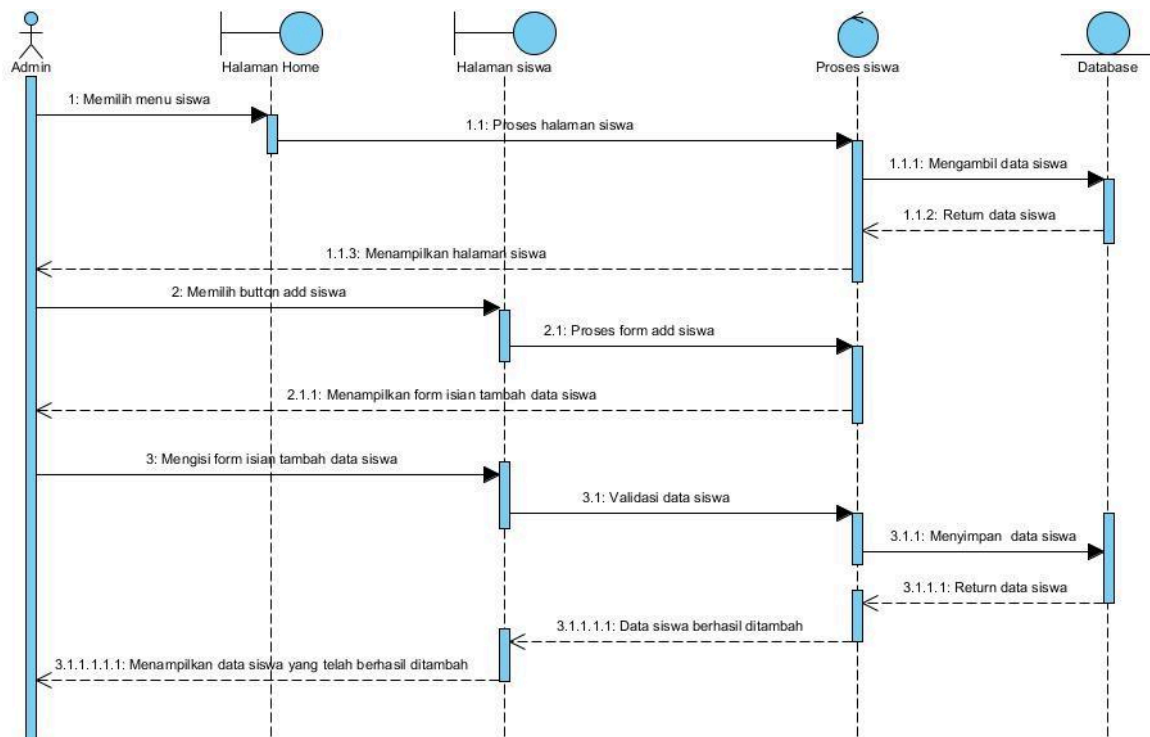 Admin
Halaman Home
Halaman siswa
Proses siswa
Database
1: Memilih menu siswa
1.1: Proses halaman siswa
1.1.1: Mengambil data siswa
1.1.2: Return data siswa
1.1.3: Menampilkan halaman siswa
2: Memilih button add siswa
2.1: Proses form add siswa
2.1.1: Menampilkan form isian tambah data siswa
3: Mengisi form isian tambah data siswa
3.1: Validasi data siswa
3.1.1: Menyimpan data siswa
3.1.1.1: Return data siswa
3.1.1.1.1: Data siswa berhasil ditambah
3.1.1.1.1.1: Menampilkan data siswa yang telah berhasil ditambah